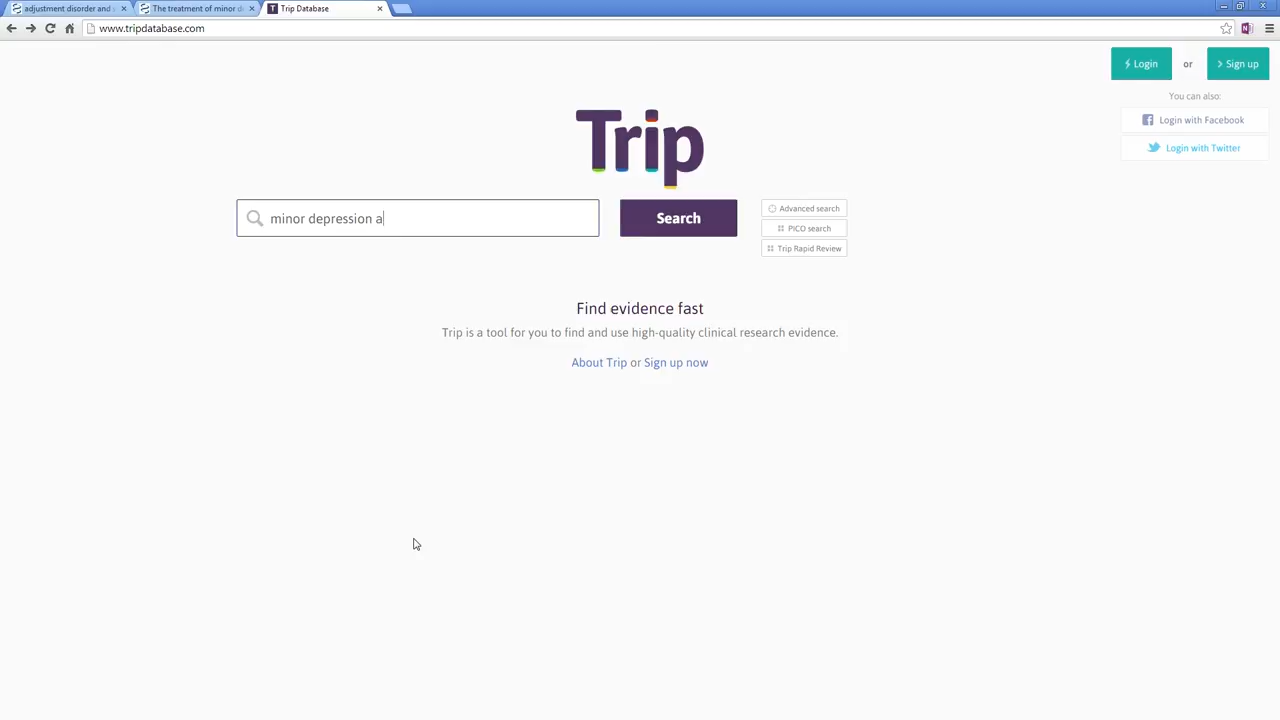 adjustment disorder and
The treatment of minor d
Trip Database
www.tripdatabase.com
Login or Sign up
You can also:
Login with Facebook
Login with Twitter
Trip
minor depression a
Search
Advanced search
PICO search
Trip Rapid Review
Find evidence fast
Trip is a tool for you to find and use high-quality clinical research evidence.
About Trip or Sign up now